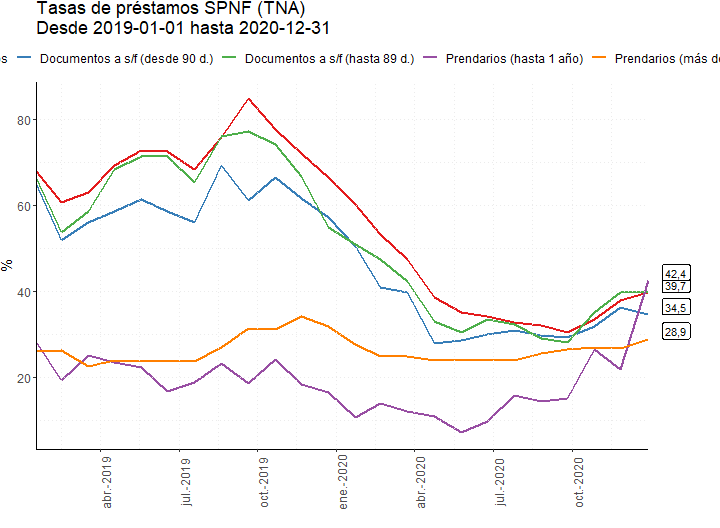 Tasas de préstamos SPNF (TNA)
Desde 2019-01-01 hasta 2020-12-31
os Documentos a s/f (desde 90 d.) Documentos a s/f (hasta 89 d.) Prendarios (hasta 1 año) Prendarios (más de
%
80
60
40
20
42,4
39,7
34,5
28,9
abr.-2019
jul.-2019
oct.-2019
ene.-2020
abr.-2020
jul.-2020
oct.-2020